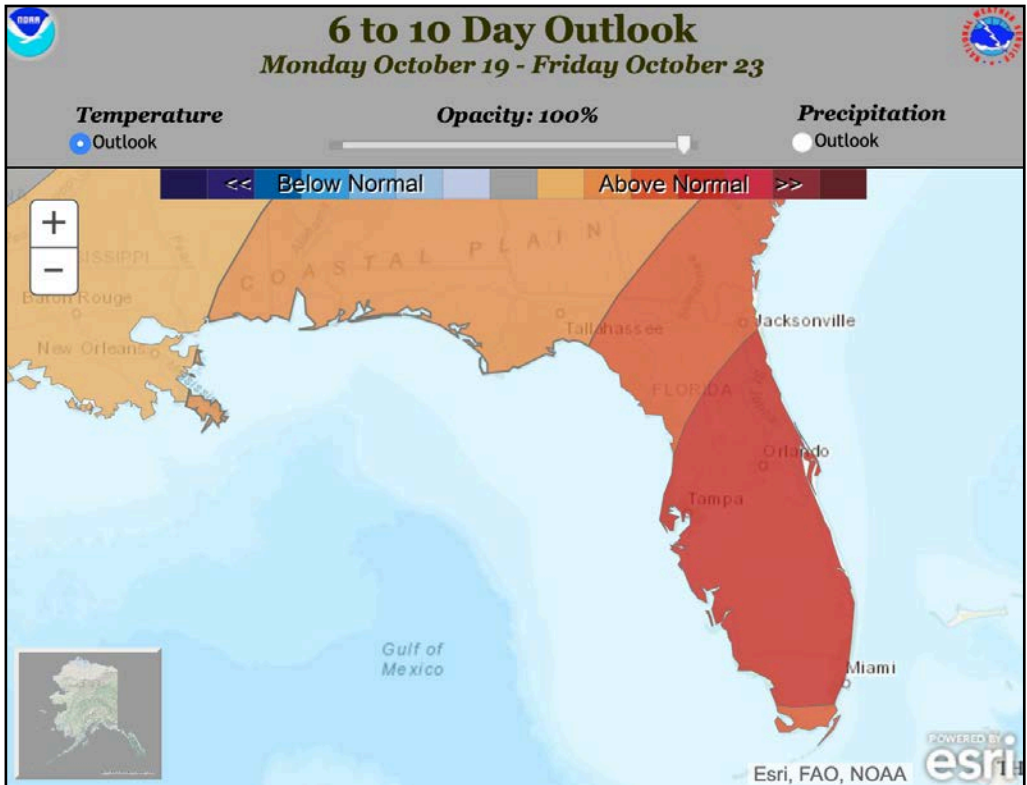 NOAA
6 to 10 Day Outlook
Monday October 19 - Friday October 23
Temperature
Opacity: 100%
Precipitation
Outlook
Outlook
<< Below Normal
Above Normal >>
+
−
ISSIPPI
COASTAL PLAIN
Baton Rouge
Tallahassee
Jacksonville
New Orleans
FLORIDA
Orlando
Tampa
Gulf of
Mexico
Miami
POWERED BY
esri
Esri, FAO, NOAA